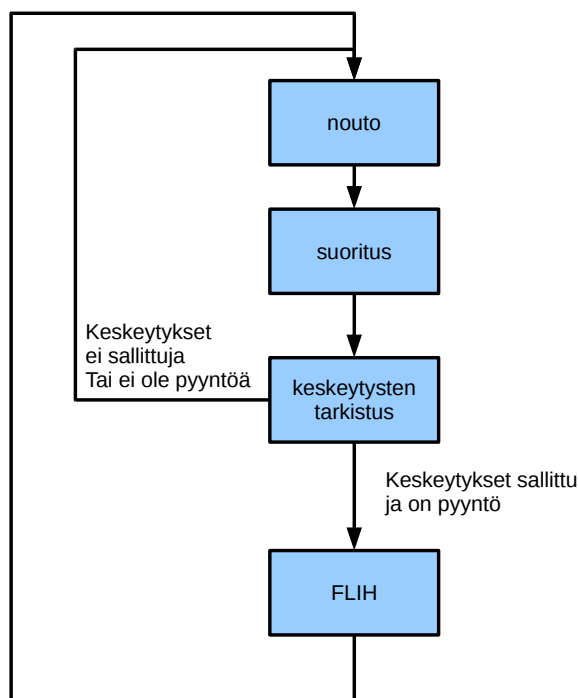 nouto
suoritus
Keskeytykset
ei sallittuja
Tai ei ole pyyntöä
keskeytysten
tarkistus
Keskeytykset sallittu
ja on pyyntö
FLIH